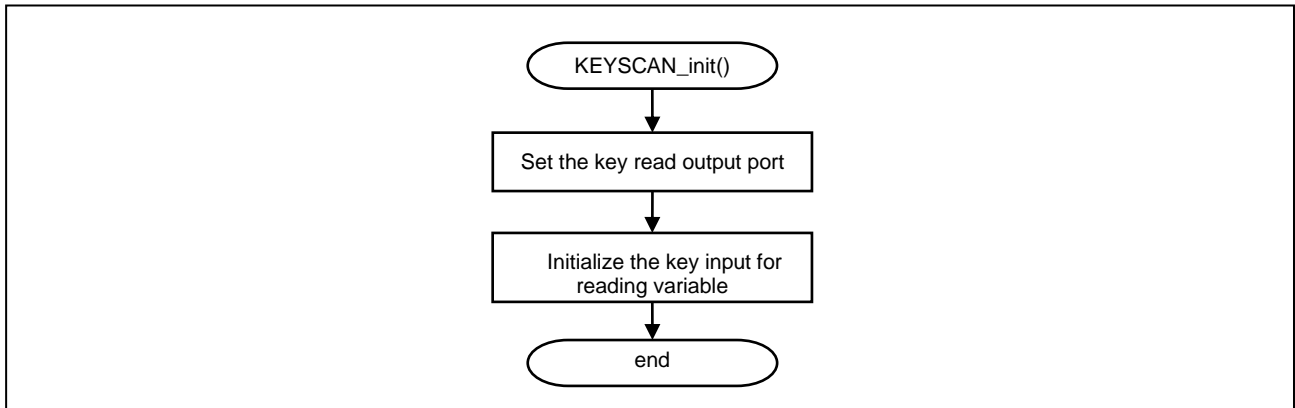 KEYSCAN_init()
Set the key read output port
Initialize the key input for
reading variable
end